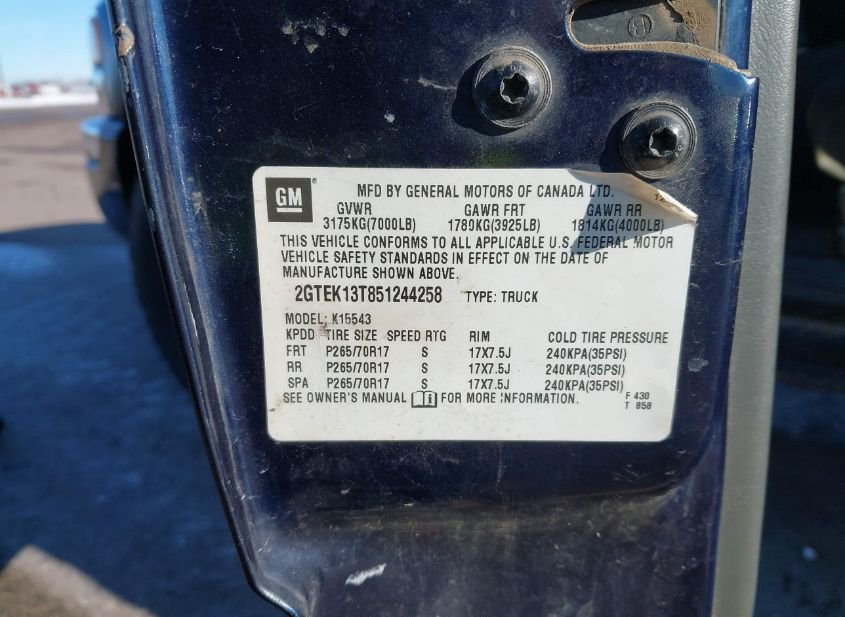 GM ®
MFD BY GENERAL MOTORS OF CANADA LTD.
GVWR GAWR FRT GAWR RR
3175KG(7000LB) 1780KG(3925LB) 1814KG(4000LB)
THIS VEHICLE CONFORMS TO ALL APPLICABLE U.S. FEDERAL MOTOR
VEHICLE SAFETY STANDARDS IN EFFECT ON THE DATE OF
MANUFACTURE SHOWN ABOVE.
2GTEK13T851244258 TYPE: TRUCK
MODEL: K15543
KPDD TIRE SIZE SPEED RTG RIM COLD TIRE PRESSURE
FRT P265/70R17 S 17X7.5J 240KPA(35PSI)
RR P265/70R17 S 17X7.5J 240KPA(35PSI)
SPA P265/70R17 S 17X7.5J 240KPA(35PSI)
SEE OWNER'S MANUAL FOR MORE INFORMATION.
F 430
T 858